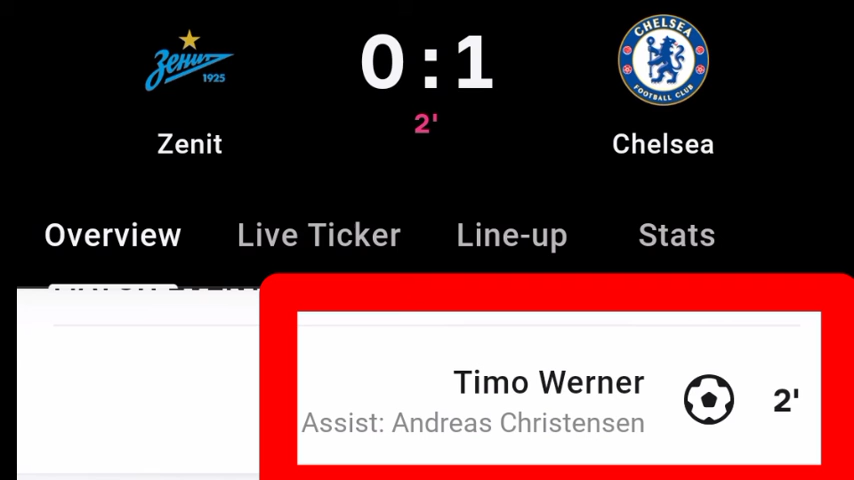 Зенит
1925
CHELSEA
FOOTBALL CLUB
0:1
2'
Zenit
Chelsea
Overview
Live Ticker
Line-up
Stats
Timo Werner
2'
Assist: Andreas Christensen